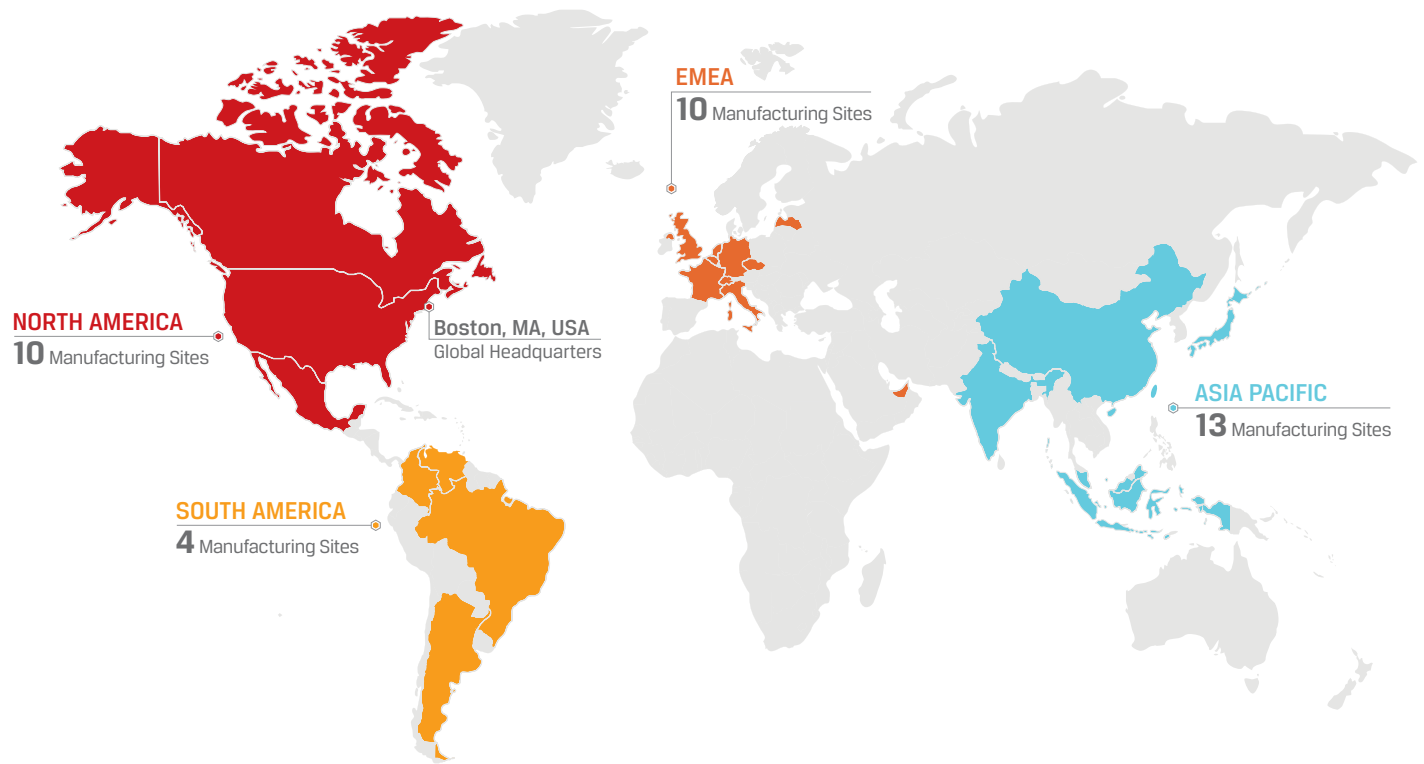 EMEA
10 Manufacturing Sites
NORTH AMERICA
10 Manufacturing Sites
Boston, MA, USA
Global Headquarters
ASIA PACIFIC
13 Manufacturing Sites
SOUTH AMERICA
4 Manufacturing Sites